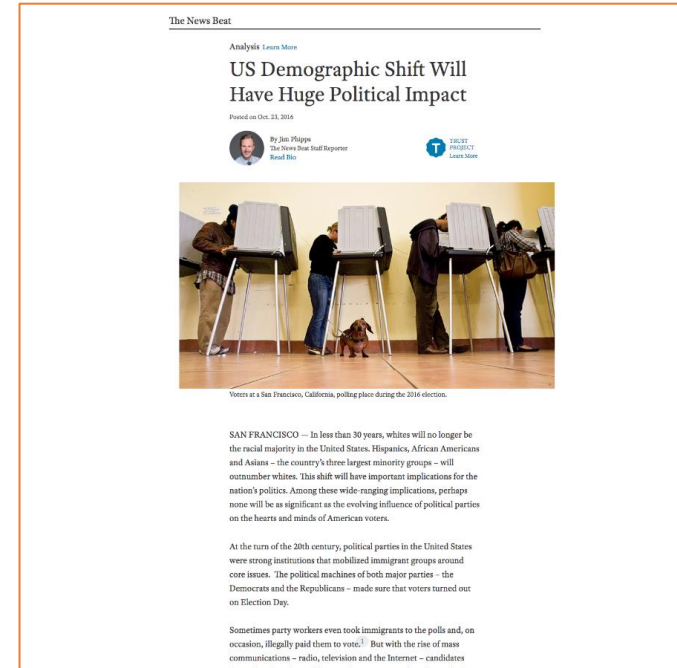 The News Beat
Analysis Learn More
US Demographic Shift Will
Have Huge Political Impact
Posted on Oct. 23, 2016
By Jim Phipps
The News Beat Staff Reporter
Read Bio
T
TRUST
PROJECT
Learn More
Voters at a San Francisco, California, polling place during the 2016 election.
SAN FRANCISCO — In less than 30 years, whites will no longer be
the racial majority in the United States. Hispanics, African Americans
and Asians – the country's three largest minority groups – will
outnumber whites. This shift will have important implications for the
nation's politics. Among these wide-ranging implications, perhaps
none will be as significant as the evolving influence of political parties
on the hearts and minds of American voters.
At the turn of the 20th century, political parties in the United States
were strong institutions that mobilized immigrant groups around
core issues. The political machines of both major parties – the
Democrats and the Republicans – made sure that voters turned out
on Election Day.
Sometimes party workers even took immigrants to the polls and, on
occasion, illegally paid them to vote.1 But with the rise of mass
communications – radio, television and the Internet – candidates